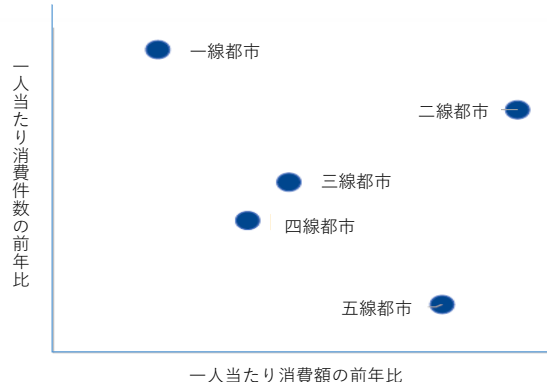 一人当たり消費件数の前年比
一線都市
二線都市
三線都市
四線都市
五線都市
一人当たり消費額の前年比